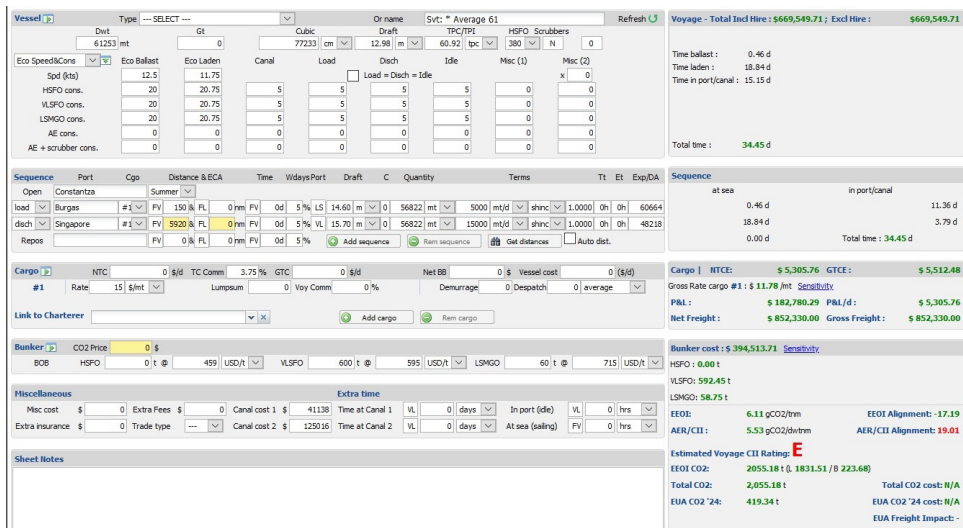 Vessel Type --- SELECT --- Or name Svt: * Average 61 Refresh
Dwt Gt Cubic Draft TPC/TPI HSFO Scrubbers
61253 mt 0 77233 cm 12.98 m 60.92 tpc 380 N 0
Eco Speed&Cons Eco Ballast Eco Laden Canal Load Disch Idle Misc (1) Misc (2)
Spd (kts) 12.5 11.75 Load = Disch = Idle x 0
HSFO cons. 20 20.75 5 5 5 5 0 0
VLSFO cons. 20 20.75 5 5 5 5 0 0
LSMGO cons. 20 20.75 5 5 5 5 0 0
AE cons. 0 0 0 0 0 0 0 0
AE + scrubber cons. 0 0 0 0 0 0 0 0
Sequence Port Cgo Distance & ECA Time Wdays Port Draft C Quantity Terms Tt Et Exp/DA
Open Constantza Summer
load Burgas #1 FV 150 & FL 0 nm FV 0d 5 % LS 14.60 m 0 56822 mt 5000 mt/d shinc 1.0000 0h 0h 60664
disch Singapore #1 FV 5920 & FL 0 nm FV 0d 5 % VL 15.70 m 0 56822 mt 15000 mt/d shinc 1.0000 0h 0h 48218
Repos FV 0 & FL 0 nm FV 0d 5 % Add sequence Rem sequence Get distances Auto dist.
Cargo NTC 0 $/d TC Comm 3.75 % GTC 0 $/d Net BB 0 $ Vessel cost 0 ($/d)
#1 Rate 15 $/mt Lumpsum 0 Voy Comm 0 % Demurrage 0 Despatch 0 average
Link to Charterer Add cargo Rem cargo
Bunker CO2 Price 0 $
BOB HSFO 0 t @ 459 USD/t VLSFO 600 t @ 595 USD/t LSMGO 60 t @ 715 USD/t
Miscellaneous Extra time
Misc cost $ 0 Extra Fees $ 0 Canal cost 1 $ 41138 Time at Canal 1 VL 0 days In port (idle) VL 0 hrs
Extra insurance $ 0 Trade type --- Canal cost 2 $ 125016 Time at Canal 2 VL 0 days At sea (sailing) FV 0 hrs
Sheet Notes
Voyage - Total Incl Hire : $669,549.71 ; Excl Hire : $669,549.71
Time ballast : 0.46 d
Time laden : 18.84 d
Time in port/canal : 15.15 d
Total time : 34.45 d
Sequence
at sea in port/canal
0.46 d 11.36 d
18.84 d 3.79 d
0.00 d Total time : 34.45 d
Cargo | NTCE: $ 5,305.76 GTCE : $ 5,512.48
Gross Rate cargo #1 : $ 11.78 /mt Sensitivity
P&L : $ 182,780.29 P&L/d : $ 5,305.76
Net Freight : $ 852,330.00 Gross Freight : $ 852,330.00
Bunker cost : $ 394,513.71 Sensitivity
HSFO : 0.00 t
VLSFO: 592.45 t
LSMGO: 58.75 t
EEOI: 6.11 gCO2/tnm EEOI Alignment: -17.19
AER/CII : 5.53 gCO2/dwtnm AER/CII Alignment: 19.01
Estimated Voyage CII Rating: E
EEOI CO2: 2055.18 t (L 1831.51 / B 223.68)
Total CO2: 2,055.18 t Total CO2 cost: N/A
EUA CO2 '24: 419.34 t EUA CO2 '24 cost: N/A
EUA Freight Impact: -